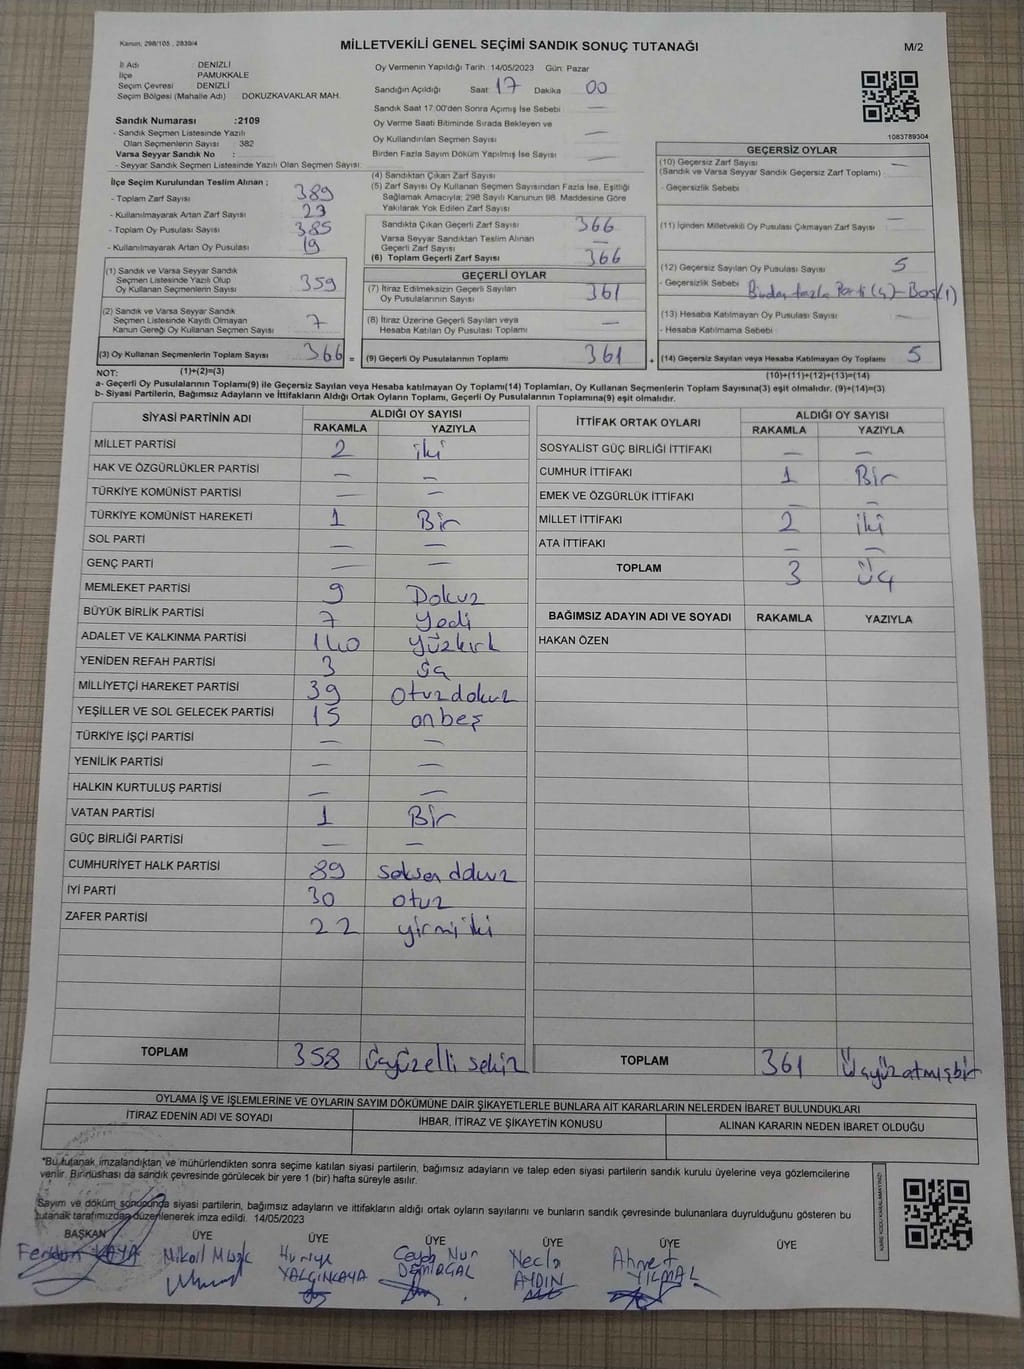 Kanun, 298/105 , 2839/4
MİLLETVEKİLİ GENEL SEÇİMİ SANDIK SONUÇ TUTANAĞI
M/2
İl Adı : DENİZLİ
İlçe PAMUKKALE
Seçim Çevresi : DENİZLİ
Seçim Bölgesi (Mahalle Adı) DOKUZKAVAKLAR MAH.
Sandık Numarası :2109
- Sandık Seçmen Listesinde Yazılı
Olan Seçmenlerin Sayısı : 382
Varsa Seyyar Sandık No :
- Seyyar Sandık Seçmen Listesinde Yazılı Olan Seçmen Sayısı:
Oy Vermenin Yapıldığı Tarih :14/05/2023 Gün: Pazar
Sandığın Açıldığı Saat 17 Dakika 00
Sandık Saat 17:00'den Sonra Açımış İse Sebebi —
Oy Verme Saati Bitiminde Sırada Bekleyen ve
Oy Kullandırılan Seçmen Sayısı —
Birden Fazla Sayım Döküm Yapılmış İse Sayısı —
1083789304
İlçe Seçim Kurulundan Teslim Alınan ;
- Toplam Zarf Sayısı 389
- Kullanılmayarak Artan Zarf Sayısı 23
- Toplam Oy Pusulası Sayısı 385
- Kullanılmayarak Artan Oy Pusulası 19
(1) Sandık ve Varsa Seyyar Sandık
Seçmen Listesinde Yazılı Olup
Oy Kullanan Seçmenlerin Sayısı 359
(2) Sandık ve Varsa Seyyar Sandık
Seçmen Listesinde Kayıtlı Olmayan
Kanun Gereği Oy Kullanan Seçmen Sayısı 7
(3) Oy Kullanan Seçmenlerin Toplam Sayısı 366 =
(1)+(2)=(3)
(4) Sandıktan Çıkan Zarf Sayısı
(5) Zarf Sayısı Oy Kullanan Seçmen Sayısından Fazla İse, Eşitliği
Sağlamak Amacıyla; 298 Sayılı Kanunun 98. Maddesine Göre
Yakılarak Yok Edilen Zarf Sayısı
Sandıkta Çıkan Geçerli Zarf Sayısı 366
Varsa Seyyar Sandıktan Teslim Alınan
Geçerli Zarf Sayısı —
(6) Toplam Geçerli Zarf Sayısı 366
GEÇERLİ OYLAR
(7) İtiraz Edilmeksizin Geçerli Sayılan
Oy Pusulalarının Sayısı 361
(8) İtiraz Üzerine Geçerli Sayılan veya
Hesaba Katılan Oy Pusulası Toplamı —
(9) Geçerli Oy Pusulalarının Toplamı 361 +
GEÇERSİZ OYLAR
(10) Geçersiz Zarf Sayısı —
(Sandık ve Varsa Seyyar Sandık Geçersiz Zarf Toplamı)
- Geçersizlik Sebebi
(11) İçinden Milletvekili Oy Pusulası Çıkmayan Zarf Sayısı —
(12) Geçersiz Sayılan Oy Pusulası Sayısı 5
- Geçersizlik Sebebi Birden fazla Parti (4) - Boş (1)
(13) Hesaba Katılmayan Oy Pusulası Sayısı —
- Hesaba Katılmama Sebebi
(14) Geçersiz Sayılan veya Hesaba Katılmayan Oy Toplamı 5
(10)+(11)+(12)+(13)=(14)
NOT:
a- Geçerli Oy Pusulalarının Toplamı(9) ile Geçersiz Sayılan veya Hesaba katılmayan Oy Toplamı(14) Toplamları, Oy Kullanan Seçmenlerin Toplam Sayısına(3) eşit olmalıdır. (9)+(14)=(3)
b- Siyasi Partilerin, Bağımsız Adayların ve İttifakların Aldığı Ortak Oyların Toplamı, Geçerli Oy Pusulalarının Toplamına(9) eşit olmalıdır.
SİYASİ PARTİNİN ADI ALDIĞI OY SAYISI
RAKAMLA YAZIYLA
MİLLET PARTİSİ 2 iki
HAK VE ÖZGÜRLÜKLER PARTİSİ — —
TÜRKİYE KOMÜNİST PARTİSİ — —
TÜRKİYE KOMÜNİST HAREKETİ 1 Bir
SOL PARTİ — —
GENÇ PARTİ — —
MEMLEKET PARTİSİ 9 Dokuz
BÜYÜK BİRLİK PARTİSİ 7 yedi
ADALET VE KALKINMA PARTİSİ 140 yüzkırk
YENİDEN REFAH PARTİSİ 3 üç
MİLLİYETÇİ HAREKET PARTİSİ 39 otuzdokuz
YEŞİLLER VE SOL GELECEK PARTİSİ 15 onbeş
TÜRKİYE İŞÇİ PARTİSİ — —
YENİLİK PARTİSİ — —
HALKIN KURTULUŞ PARTİSİ — —
VATAN PARTİSİ 1 Bir
GÜÇ BİRLİĞİ PARTİSİ — —
CUMHURİYET HALK PARTİSİ 89
İYİ PARTİ 30 otuz
ZAFER PARTİSİ 22 yirmi iki
TOPLAM 358 üçyüzelli sekiz
İTTİFAK ORTAK OYLARI ALDIĞI OY SAYISI
RAKAMLA YAZIYLA
SOSYALİST GÜÇ BİRLİĞİ İTTİFAKI — —
CUMHUR İTTİFAKI 1 Bir
EMEK VE ÖZGÜRLÜK İTTİFAKI — —
MİLLET İTTİFAKI 2 iki
ATA İTTİFAKI — —
TOPLAM 3 Üç
BAĞIMSIZ ADAYIN ADI VE SOYADI RAKAMLA YAZIYLA
HAKAN ÖZEN
TOPLAM 361 Üçyüzatmışbir
OYLAMA İŞ VE İŞLEMLERİNE VE OYLARIN SAYIM DÖKÜMÜNE DAİR ŞİKAYETLERLE BUNLARA AİT KARARLARIN NELERDEN İBARET BULUNDUKLARI
İTİRAZ EDENİN ADI VE SOYADI İHBAR, İTİRAZ VE ŞİKAYETİN KONUSU ALINAN KARARIN NEDEN İBARET OLDUĞU
*Bu tutanak imzalandıktan ve mühürlendikten sonra seçime katılan siyasi partilerin, bağımsız adayların ve talep eden siyasi partilerin sandık kurulu üyelerine veya gözlemcilerine
verilir. Bir nüshası da sandık çevresinde görülecek bir yere 1 (bir) hafta süreyle asılır.
Sayım ve döküm sonucunda siyasi partilerin, bağımsız adayların ve ittifakların aldığı ortak oyların sayılarını ve bunların sandık çevresinde bulunanlara duyrulduğunu gösteren bu
tutanak tarafımızdan düzenlenerek imza edildi. 14/05/2023
BAŞKAN ÜYE ÜYE ÜYE ÜYE ÜYE ÜYE
KAYA Mikail Huriye YALÇINKAYA Nur DEMİRÇAL Necla AYDIN Ahmet YILMAZ